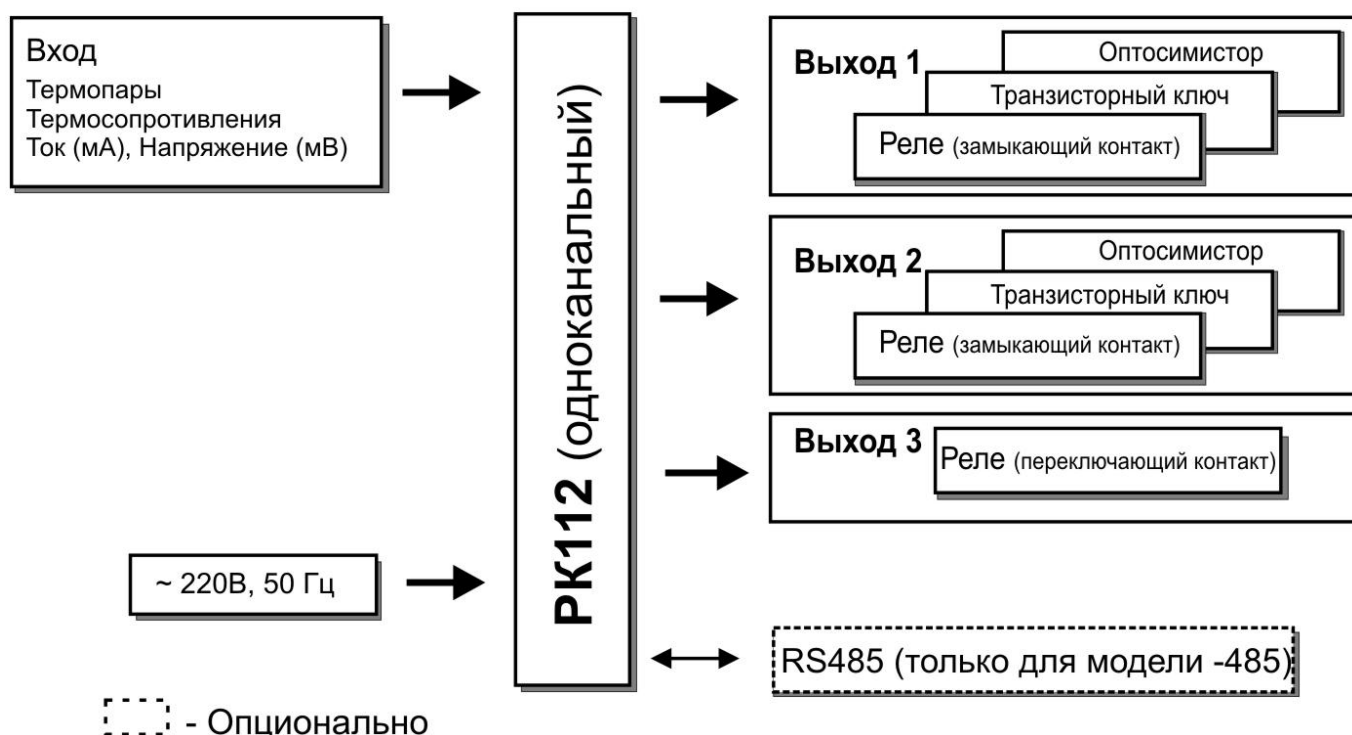 Вход
Термопары
Термосопротивления
Ток (мА), Напряжение (мВ)
~ 220В, 50 Гц
РК112 (одноканальный)
Выход 1
Оптосимистор
Транзисторный ключ
Реле (замыкающий контакт)
Выход 2
Оптосимистор
Транзисторный ключ
Реле (замыкающий контакт)
Выход 3
Реле (переключающий контакт)
RS485 (только для модели -485)
- Опционально